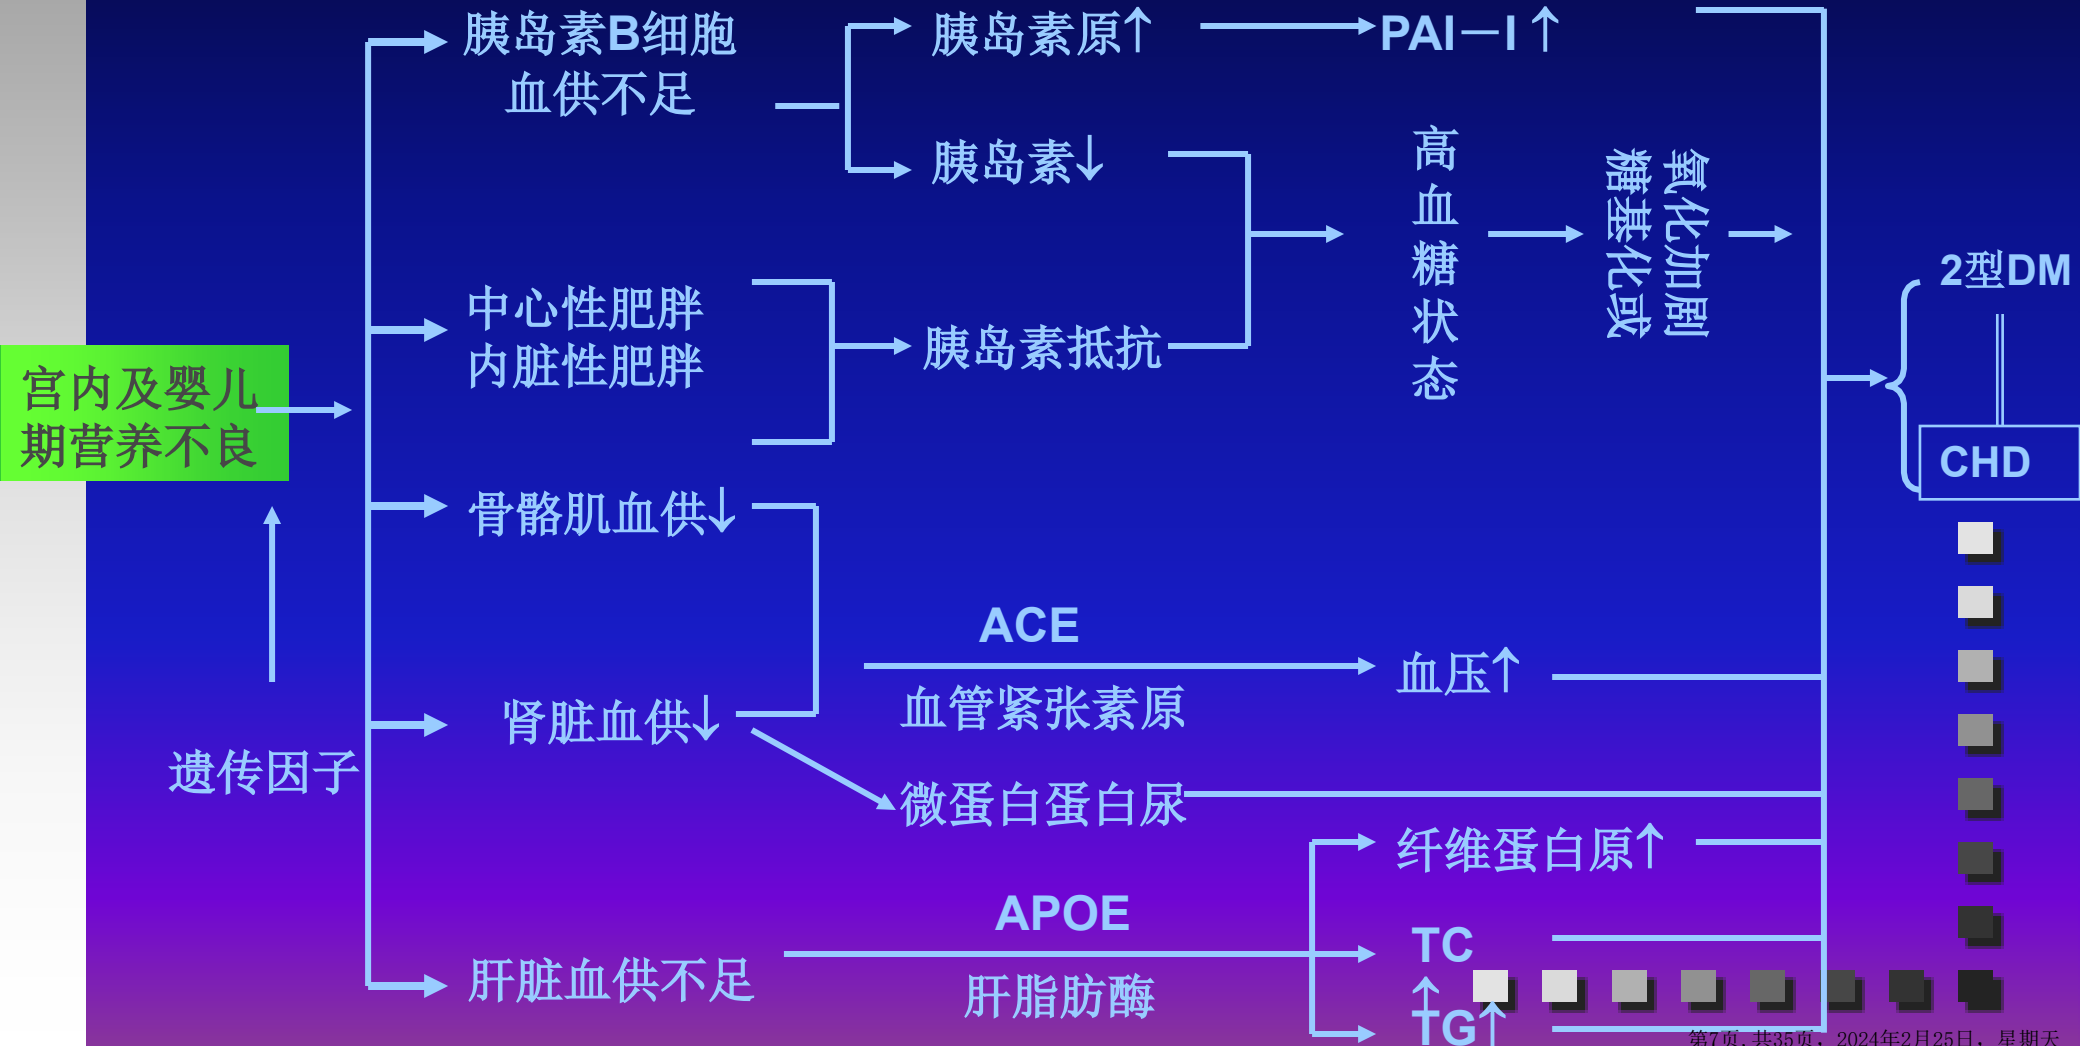 胰岛素B细胞
血供不足
胰岛素原↑
PAI－I↑
胰岛素↓
高血糖状态
糖基化或
氧化加剧
2型DM
CHD
中心性肥胖
内脏性肥胖
胰岛素抵抗
宫内及婴儿
期营养不良
骨骼肌血供↓
ACE
血管紧张素原
血压↑
肾脏血供↓
微蛋白蛋白尿
遗传因子
纤维蛋白原↑
APOE
肝脂肪酶
肝脏血供不足
TC
↑
TG↑
第7页,共35页，2024年2月25日，星期天